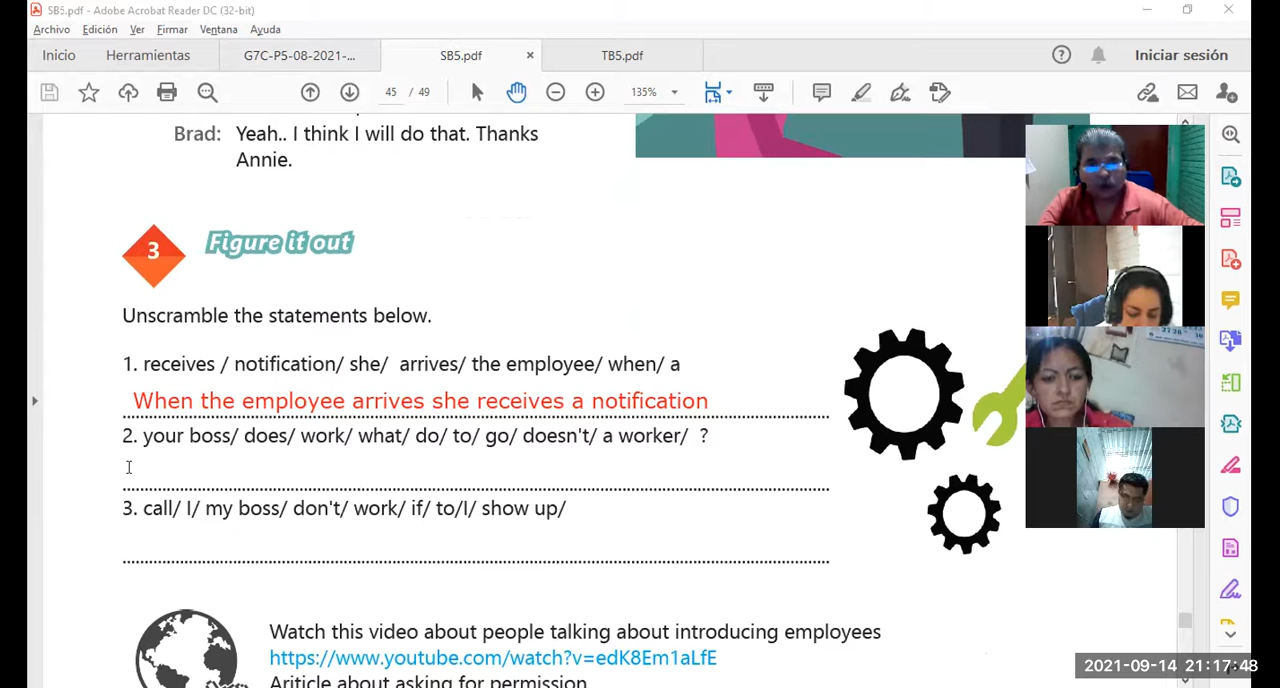 SB5.pdf - Adobe Acrobat Reader DC (32-bit)
Archivo Edición Ver Firmar Ventana Ayuda
Inicio Herramientas G7C-P5-08-2021-... SB5.pdf × TB5.pdf Iniciar sesión
45 / 49 135%
Brad: Yeah.. I think I will do that. Thanks
Annie.
3 Figure it out
Unscramble the statements below.
1. receives / notification/ she/ arrives/ the employee/ when/ a
When the employee arrives she receives a notification
2. your boss/ does/ work/ what/ do/ to/ go/ doesn't/ a worker/ ?
3. call/ I/ my boss/ don't/ work/ if/ to/I/ show up/
Watch this video about people talking about introducing employees
https://www.youtube.com/watch?v=edK8Em1aLfE
Ariticle about asking for permission
2021-09-14 21:17:48